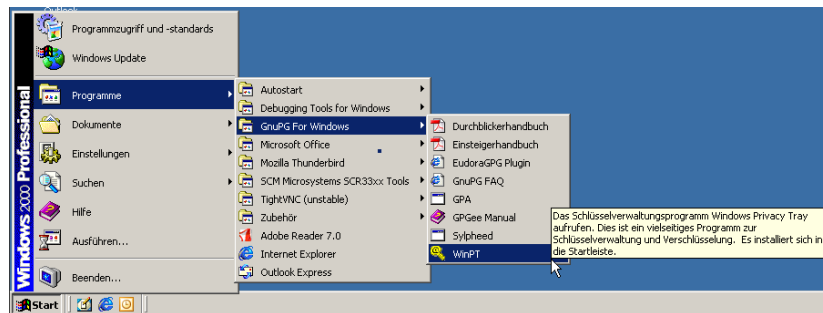 Outlook
Programmzugriff und -standards
Windows Update
Programme
Dokumente
Einstellungen
Suchen
Hilfe
Ausführen...
Beenden...
Windows 2000 Professional
Autostart
Debugging Tools for Windows
GnuPG For Windows
Microsoft Office
Mozilla Thunderbird
SCM Microsystems SCR33xx Tools
TightVNC (unstable)
Zubehör
Adobe Reader 7.0
Internet Explorer
Outlook Express
Durchblickerhandbuch
Einsteigerhandbuch
EudoraGPG Plugin
GnuPG FAQ
GPA
GPGee Manual
Sylpheed
WinPT
Das Schlüsselverwaltungsprogramm Windows Privacy Tray
aufrufen. Dies ist ein vielseitiges Programm zur
Schlüsselverwaltung und Verschlüsselung. Es installiert sich in
die Startleiste.
Start